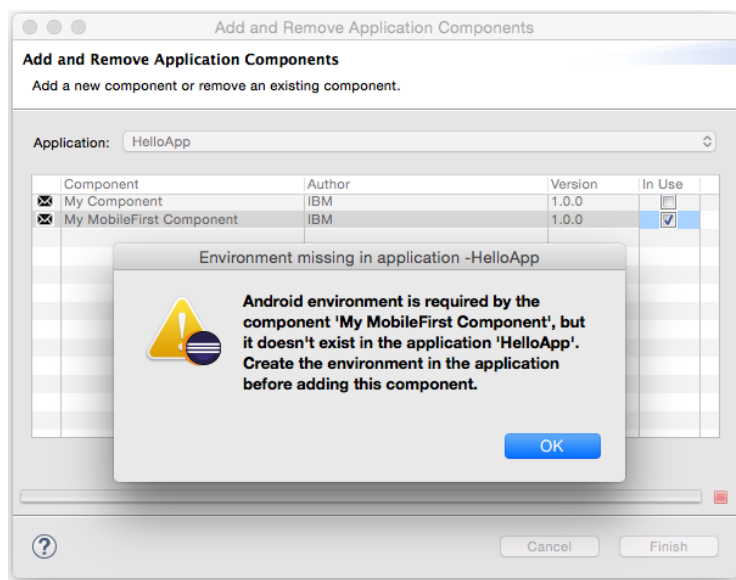 Add and Remove Application Components
Add and Remove Application Components
Add a new component or remove an existing component.
Application: HelloApp
Component Author Version In Use
My Component IBM 1.0.0
My MobileFirst Component IBM 1.0.0
Environment missing in application -HelloApp
Android environment is required by the
component 'My MobileFirst Component', but
it doesn't exist in the application 'HelloApp'.
Create the environment in the application
before adding this component.
OK
? Cancel Finish